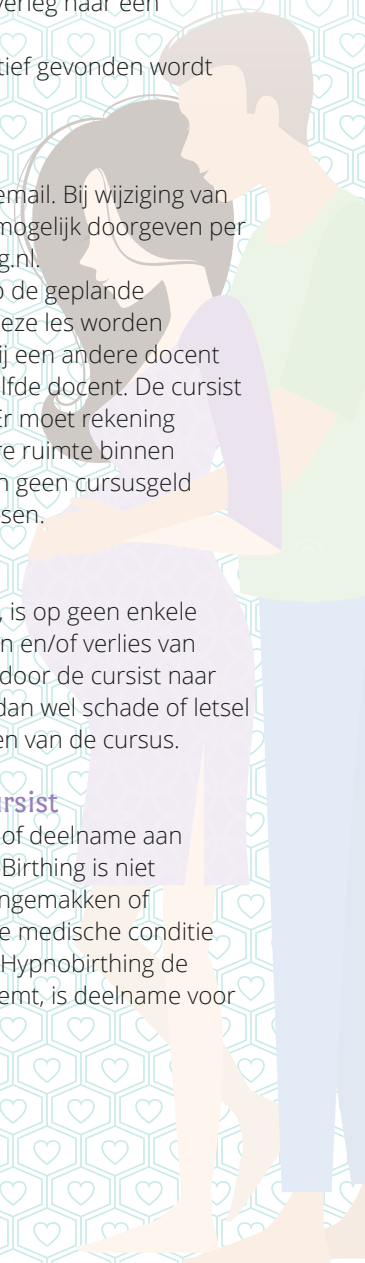 verleg naar een
tief gevonden wordt
email. Bij wijziging van
mogelijk doorgeven per
g.nl.
p de geplande
eze les worden
ij een andere docent
lfde docent. De cursist
Er moet rekening
re ruimte binnen
n geen cursusgeld
sen.
, is op geen enkele
n en/of verlies van
door de cursist naar
dan wel schade of letsel
en van de cursus.
ursist
of deelname aan
Birthing is niet
ngemakken of
e medische conditie
Hypnobirthing de
emt, is deelname voor